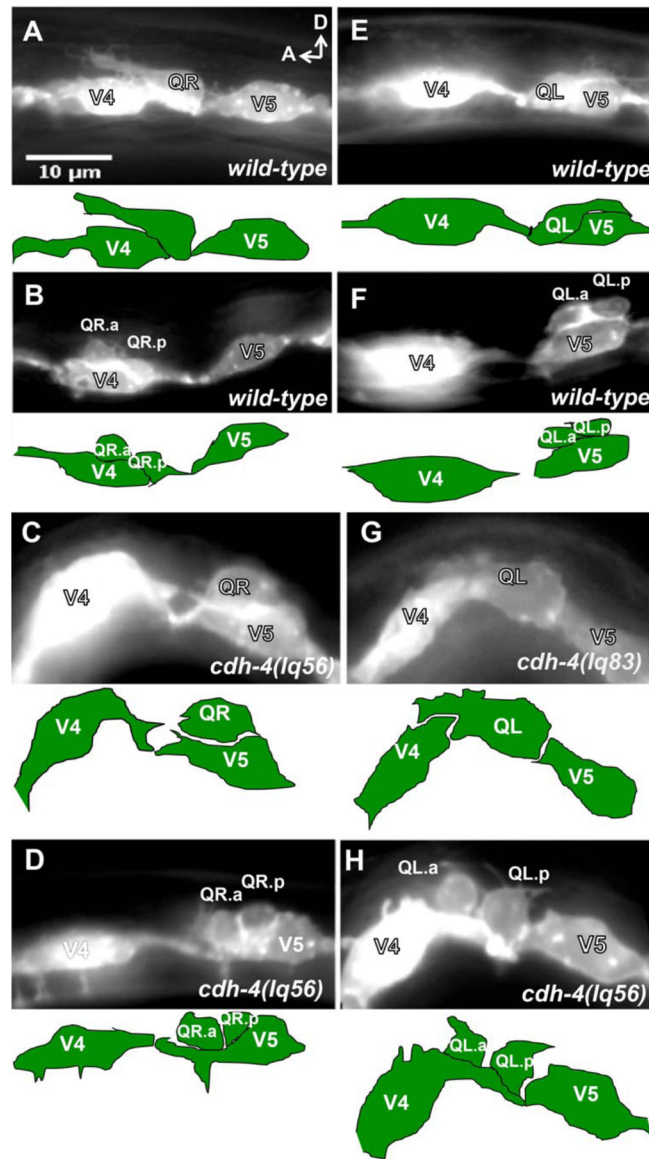 A
D
A
QR
V4
V5
10 µm
wild-type
V4
V5
B
QR.a
QR.p
V4
V5
wild-type
QR.a
V4
QR.p
V5
C
V4
QR
V5
cdh-4(lq56)
V4
QR
V5
D
QR.p
QR.a
V4
V5
cdh-4(lq56)
QR.p
QR.a
V4
V5
E
V4
QL
V5
wild-type
V4
QL
V5
F
QL.p
QL.a
V4
V5
wild-type
QL.p
QL.a
V4
V5
G
QL
V4
V5
cdh-4(lq83)
V4
QL
V5
H
QL.a
QL.p
V4
V5
cdh-4(lq56)
QL.a
QL.p
V4
V5